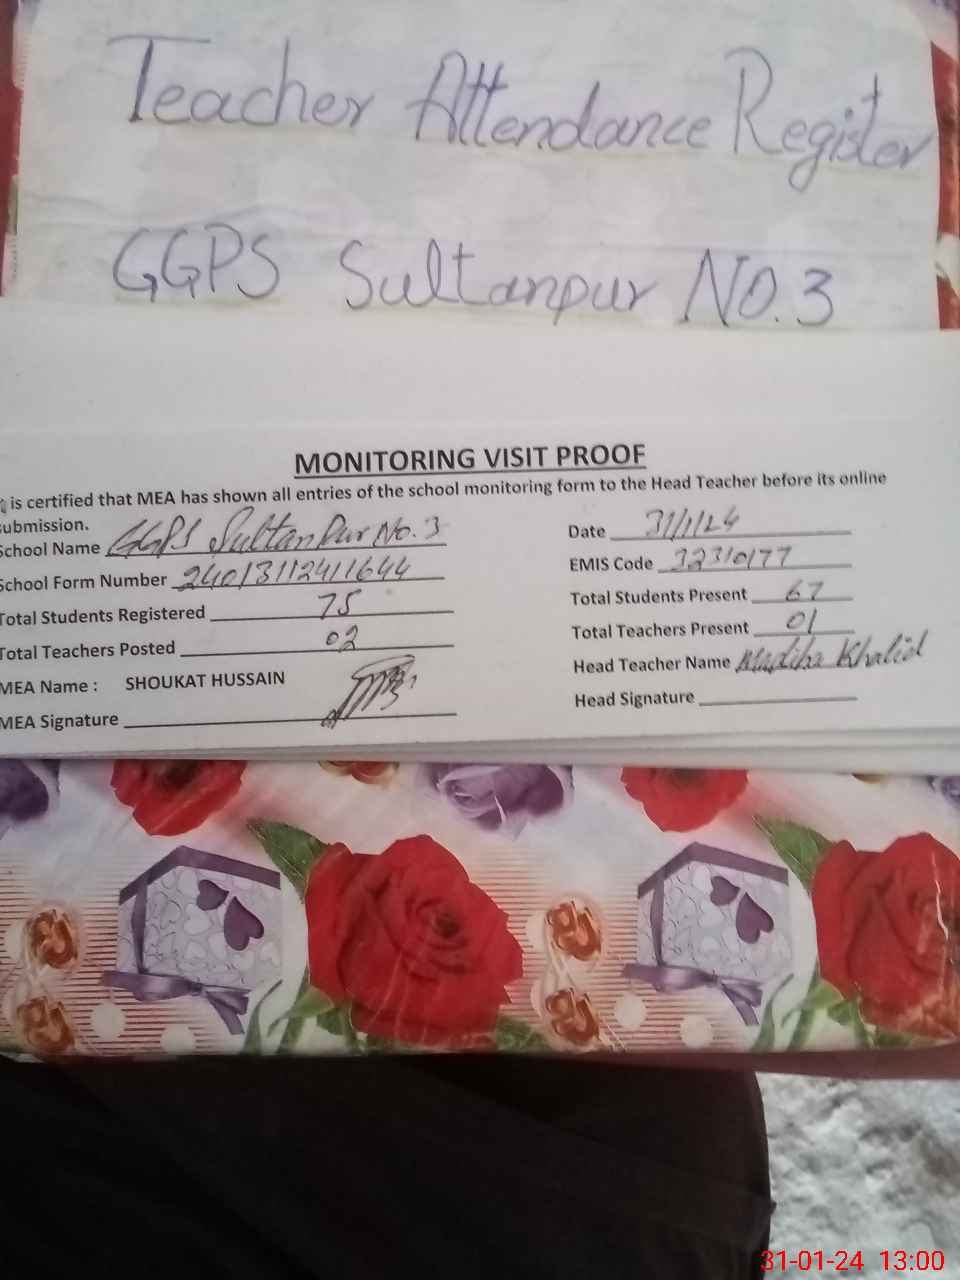 Teacher Attendance Register
GGPS Sultanpur No.3
MONITORING VISIT PROOF
is certified that MEA has shown all entries of the school monitoring form to the Head Teacher before its online
submission.
School Name GGPS Sultanpur No.3
Date 31/1/24
School Form Number 24013112411644
EMIS Code 32310177
Total Students Registered 75
Total Students Present 67
Total Teachers Posted 02
Total Teachers Present 01
MEA Name : SHOUKAT HUSSAIN
Head Teacher Name Madiha Khalid
MEA Signature
Head Signature
31-01-24 13:00